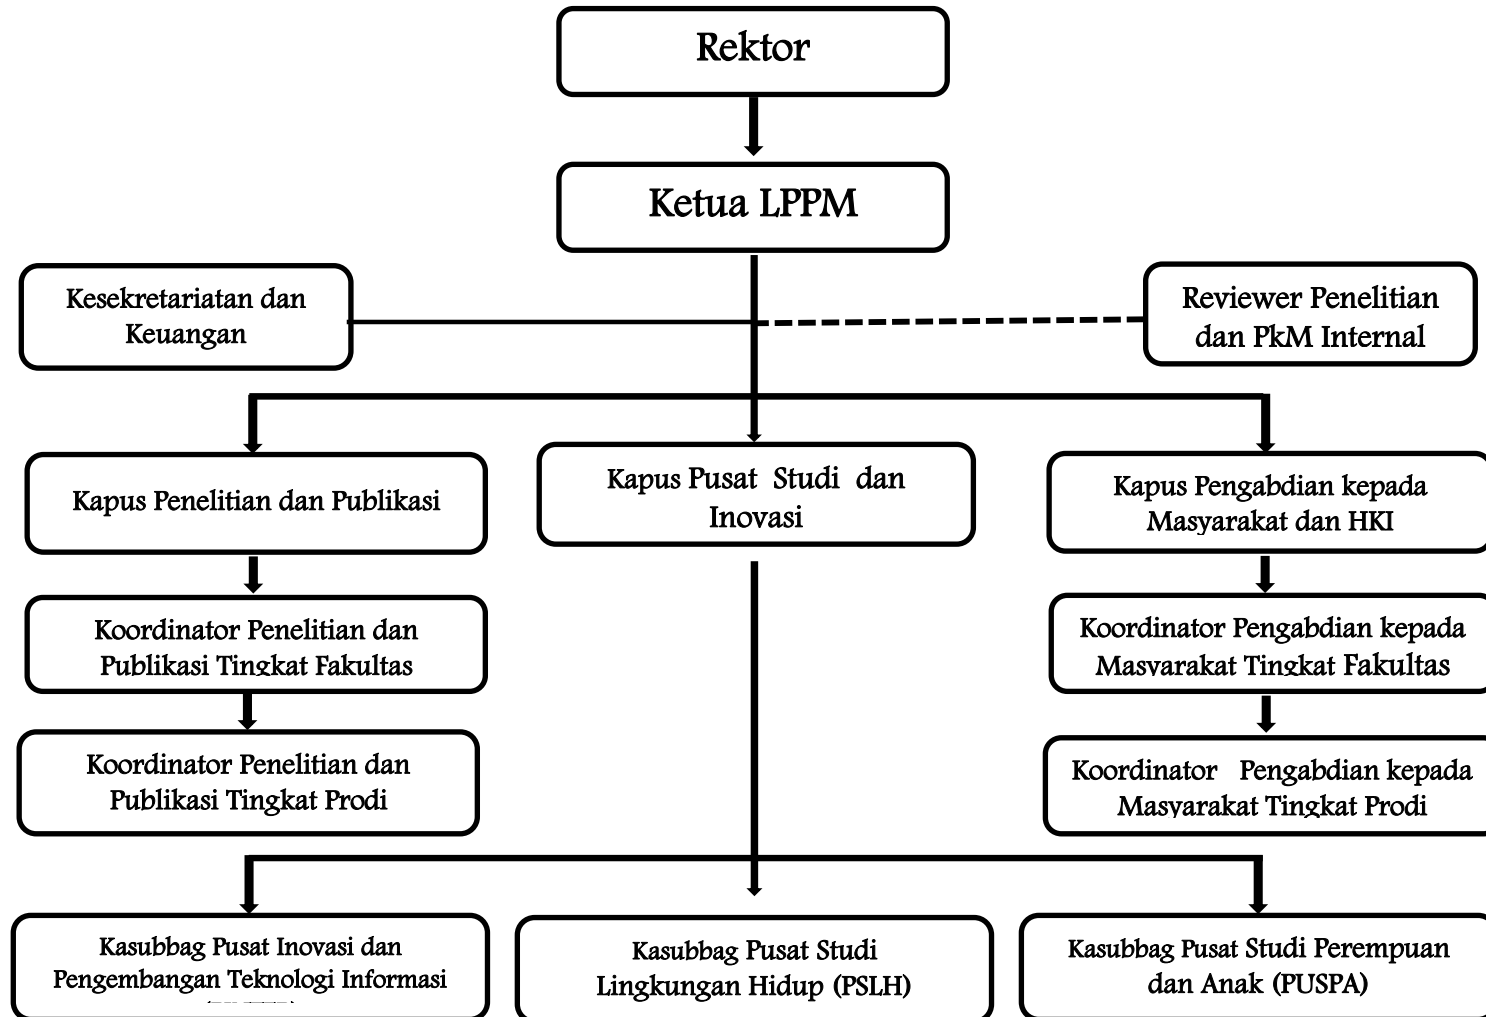 Rektor
Ketua LPPM
Kesekretariatan dan
Keuangan
Reviewer Penelitian
dan PkM Internal
Kapus Penelitian dan Publikasi
Kapus Pusat Studi dan
Inovasi
Kapus Pengabdian kepada
Masyarakat dan HKI
Koordinator Penelitian dan
Publikasi Tingkat Fakultas
Koordinator Pengabdian kepada
Masyarakat Tingkat Fakultas
Koordinator Penelitian dan
Publikasi Tingkat Prodi
Koordinator Pengabdian kepada
Masyarakat Tingkat Prodi
Kasubbag Pusat Inovasi dan
Pengembangan Teknologi Informasi
Kasubbag Pusat Studi
Lingkungan Hidup (PSLH)
Kasubbag Pusat Studi Perempuan
dan Anak (PUSPA)